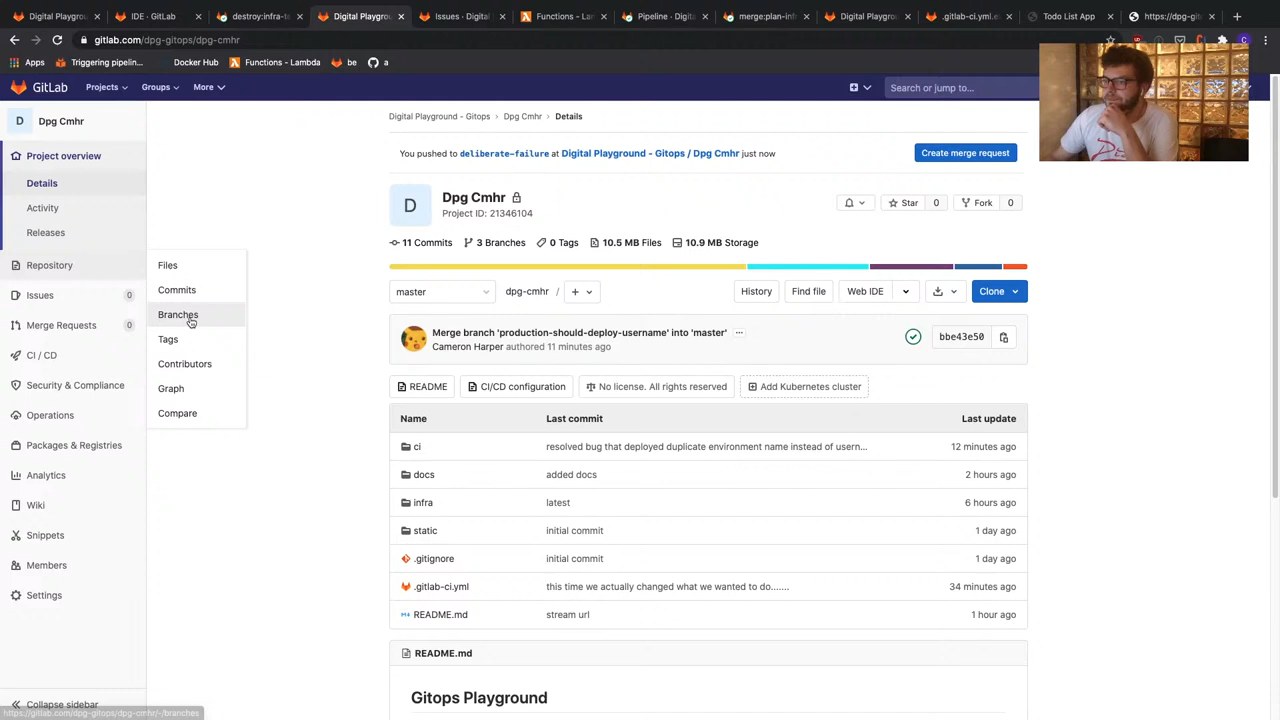 Digital Playgrou
IDE · GitLab
destroy:infra-te
Digital Playgrou
Issues · Digital
Functions - Lam
Pipeline · Digita
merge:plan-infr
Digital Playgrou
.gitlab-ci.yml.e
Todo List App
https://dpg-git
gitlab.com/dpg-gitops/dpg-cmhr
Apps
Triggering pipelin...
Docker Hub
Functions - Lambda
be
a
GitLab
Projects
Groups
More
Search or jump to...
D
Dpg Cmhr
Project overview
Details
Activity
Releases
Repository
Issues
0
Merge Requests
0
CI / CD
Security & Compliance
Operations
Packages & Registries
Analytics
Wiki
Snippets
Members
Settings
Collapse sidebar
https://gitlab.com/dpg-gitops/dpg-cmhr/-/branches
Files
Commits
Branches
Tags
Contributors
Graph
Compare
Digital Playground - Gitops › Dpg Cmhr › Details
You pushed to deliberate-failure at Digital Playground - Gitops / Dpg Cmhr just now
Create merge request
D
Dpg Cmhr
Project ID: 21346104
Star
0
Fork
0
11 Commits
3 Branches
0 Tags
10.5 MB Files
10.9 MB Storage
master
dpg-cmhr /
+
History
Find file
Web IDE
Clone
Merge branch 'production-should-deploy-username' into 'master'
Cameron Harper authored 11 minutes ago
bbe43e50
README
CI/CD configuration
No license. All rights reserved
Add Kubernetes cluster
Name Last commit Last update
ci resolved bug that deployed duplicate environment name instead of usern... 12 minutes ago
docs added docs 2 hours ago
infra latest 6 hours ago
static initial commit 1 day ago
.gitignore initial commit 1 day ago
.gitlab-ci.yml this time we actually changed what we wanted to do....... 34 minutes ago
README.md stream url 1 hour ago
README.md
Gitops Playground